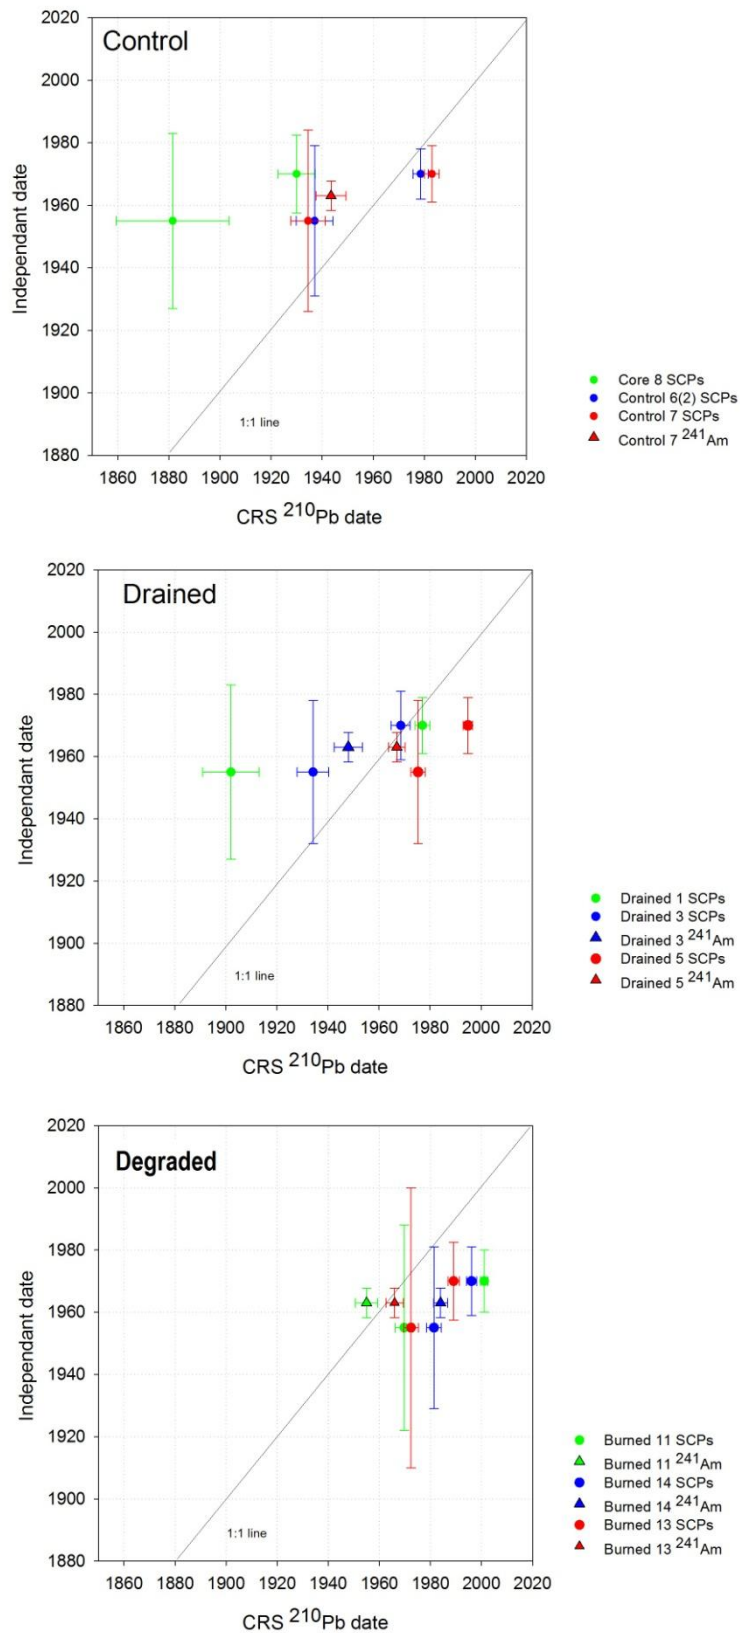 Control
2020
2000
1980
1960
1940
1920
1900
1880
Independant date
1:1 line
1860 1880 1900 1920 1940 1960 1980 2000 2020
CRS ²¹⁰Pb date
Core 8 SCPs
Control 6(2) SCPs
Control 7 SCPs
Control 7 ²⁴¹Am
Drained
2020
2000
1980
1960
1940
1920
1900
1880
Independant date
1:1 line
1860 1880 1900 1920 1940 1960 1980 2000 2020
CRS ²¹⁰Pb date
Drained 1 SCPs
Drained 3 SCPs
Drained 3 ²⁴¹Am
Drained 5 SCPs
Drained 5 ²⁴¹Am
Degraded
2020
2000
1980
1960
1940
1920
1900
1880
Independant date
1:1 line
1860 1880 1900 1920 1940 1960 1980 2000 2020
CRS ²¹⁰Pb date
Burned 11 SCPs
Burned 11 ²⁴¹Am
Burned 14 SCPs
Burned 14 ²⁴¹Am
Burned 13 SCPs
Burned 13 ²⁴¹Am